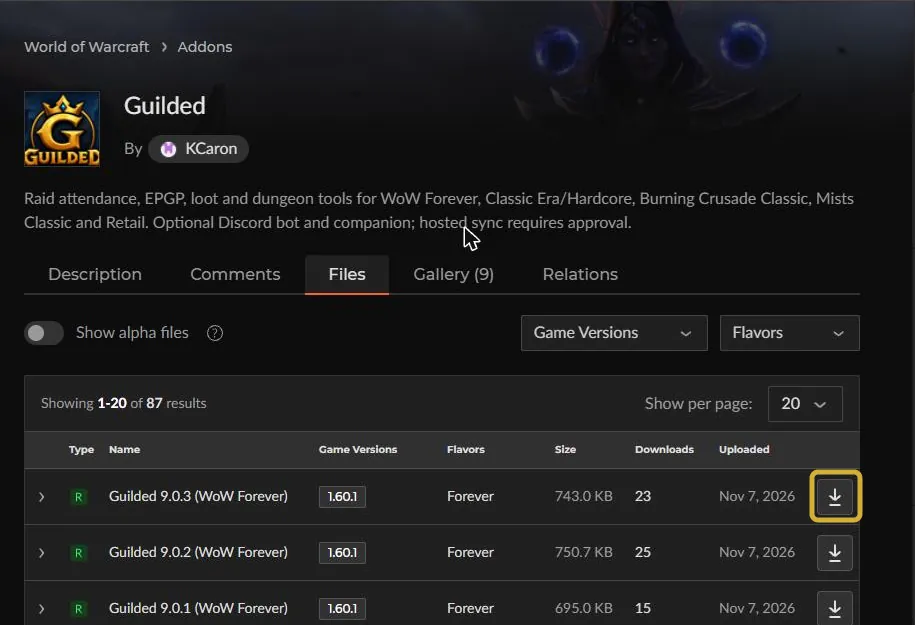 World of Warcraft > Addons
GUILDED
Guilded
By KCaron
Raid attendance, EPGP, loot and dungeon tools for WoW Forever, Classic Era/Hardcore, Burning Crusade Classic, Mists
Classic and Retail. Optional Discord bot and companion; hosted sync requires approval.
Description Comments Files Gallery (9) Relations
Show alpha files ? Game Versions Flavors
Showing 1-20 of 87 results Show per page: 20
Type Name Game Versions Flavors Size Downloads Uploaded
R Guilded 9.0.3 (WoW Forever) 1.60.1 Forever 743.0 KB 23 Nov 7, 2026
R Guilded 9.0.2 (WoW Forever) 1.60.1 Forever 750.7 KB 25 Nov 7, 2026
R Guilded 9.0.1 (WoW Forever) 1.60.1 Forever 695.0 KB 15 Nov 7, 2026